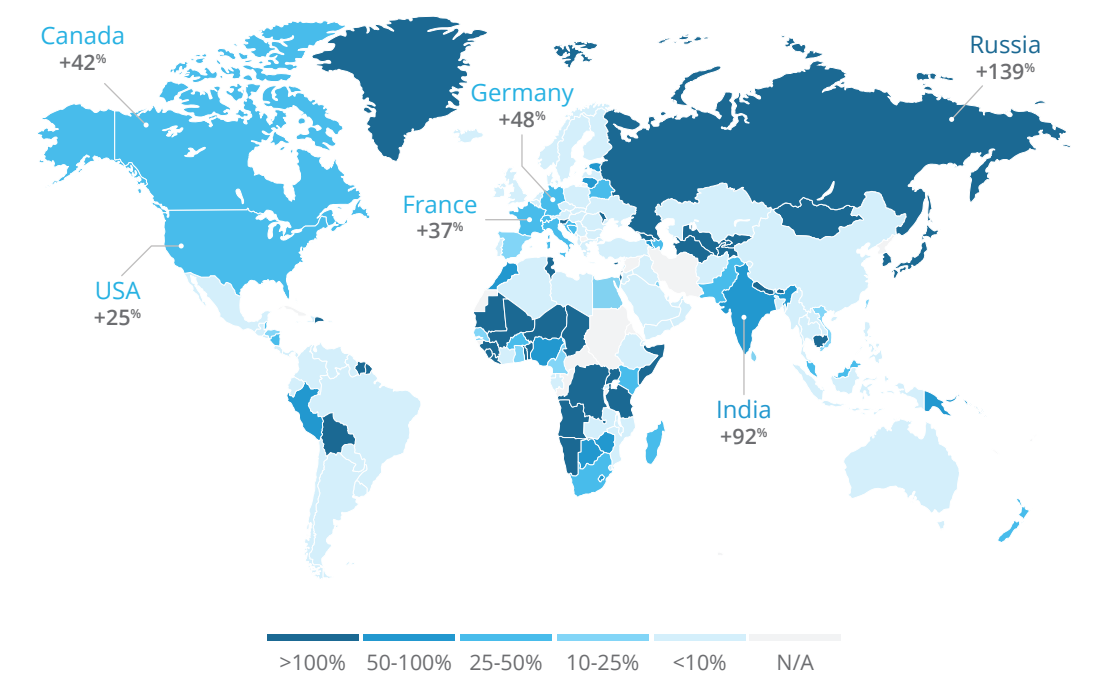 Canada
+42%
Russia
+139%
Germany
+48%
France
+37%
USA
+25%
India
+92%
>100% 50-100% 25-50% 10-25% <10% N/A